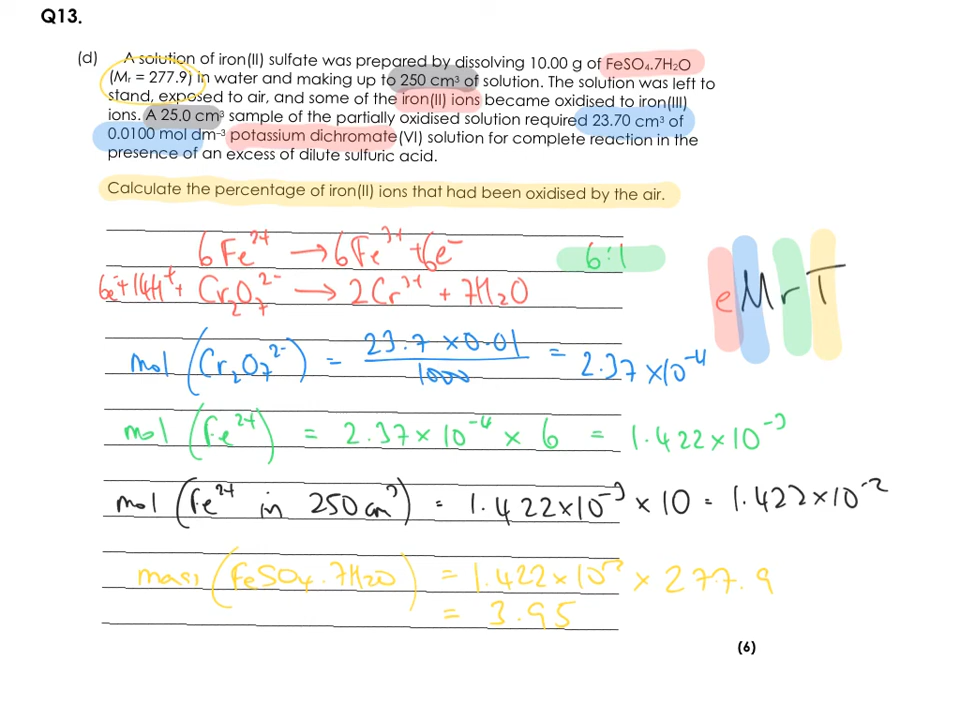 Q13.
(d) A solution of iron(II) sulfate was prepared by dissolving 10.00 g of FeSO₄.7H₂O
(Mᵣ = 277.9) in water and making up to 250 cm³ of solution. The solution was left to
stand, exposed to air, and some of the iron(II) ions became oxidised to iron(III)
ions. A 25.0 cm³ sample of the partially oxidised solution required 23.70 cm³ of
0.0100 mol dm⁻³ potassium dichromate(VI) solution for complete reaction in the
presence of an excess of dilute sulfuric acid.
Calculate the percentage of iron(II) ions that had been oxidised by the air.
6Fe²⁺ → 6Fe³⁺ + 6e⁻ 6:1
6e⁻ + 14H⁺ + Cr₂O₇²⁻ → 2Cr³⁺ + 7H₂O
eMrT
mol (Cr₂O₇²⁻) = 23.7 × 0.01 / 1000 = 2.37 × 10⁻⁴
mol (Fe²⁺) = 2.37 × 10⁻⁴ × 6 = 1.422 × 10⁻³
mol (Fe²⁺ in 250 cm³) = 1.422 × 10⁻³ × 10 = 1.422 × 10⁻²
mass (FeSO₄.7H₂O) = 1.422 × 10⁻² × 277.9
= 3.95
(6)